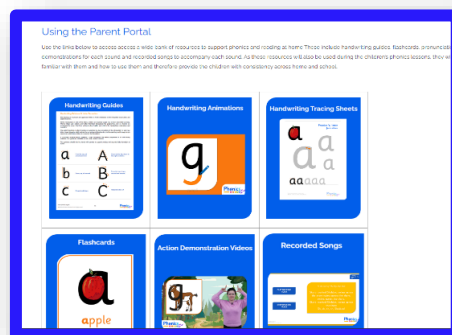 Using the Parent Portal
Use the links below to access access a wide bank of resources to support phonics and reading at home These include handwriting guides, flashcards, pronunciation
demonstrations for each sound and recorded songs to accompany each sound. As these resources will also be used during the children's phonics lessons, they wi
familiar with them and how to use them and therefore provide the children with consistency across home and school.
Handwriting Guides
Handwriting Animations
Handwriting Tracing Sheets
a A
b B
c C
g
a a a
a a
aaaaa
Flashcards
Action Demonstration Videos
Recorded Songs
a
apple
g